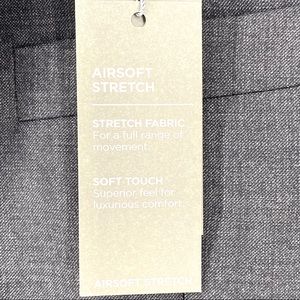 AIRSOFT
STRETCH
STRETCH FABRIC
For a full range of
movement.
SOFT-TOUCH
Superior feel for
luxurious comfort.
AIRSOFT STRETCH